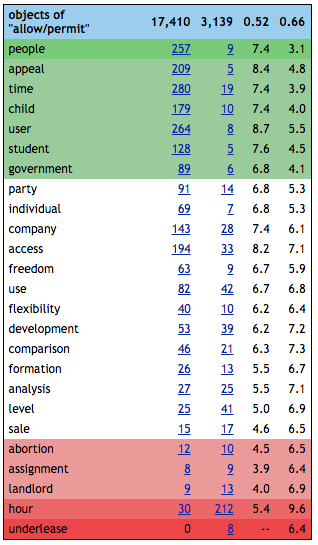 objects of "allow/permit" 17,410 3,139 0.52 0.66
people 257 9 7.4 3.1
appeal 209 5 8.4 4.8
time 280 19 7.4 3.9
child 179 10 7.4 4.0
user 264 8 8.7 5.5
student 128 5 7.6 4.5
government 89 6 6.8 4.1
party 91 14 6.8 5.3
individual 69 7 6.8 5.3
company 143 28 7.4 6.1
access 194 33 8.2 7.1
freedom 63 9 6.7 5.9
use 82 42 6.7 6.8
flexibility 40 10 6.2 6.4
development 53 39 6.2 7.2
comparison 46 21 6.3 7.3
formation 26 13 5.5 6.7
analysis 27 25 5.5 7.1
level 25 41 5.0 6.9
sale 15 17 4.6 6.5
abortion 12 10 4.5 6.5
assignment 8 9 3.9 6.4
landlord 9 13 4.0 6.9
hour 30 212 5.4 9.6
underlease 0 8 -- 6.4